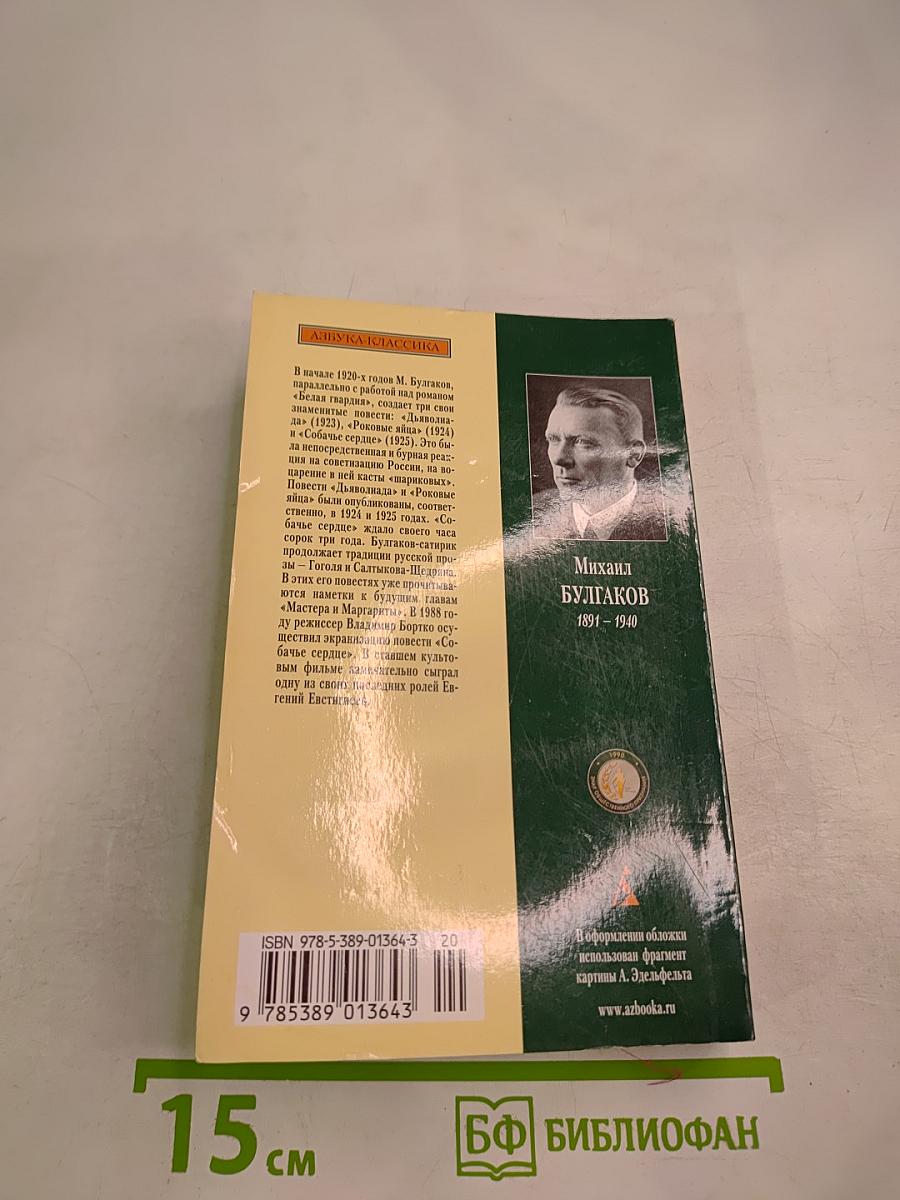 АЗБУКА-КЛАССИКА
В начале 1920-х годов М. Булгаков,
параллельно с работой над романом
«Белая гвардия», создает три свои
знаменитые повести: «Дьяволиа-
да» (1923), «Роковые яйца» (1924)
и «Собачье сердце» (1925). Это бы-
ла непосредственная и бурная реак-
ция на советизацию России, на во-
царение в ней касты «шариковых».
Повести «Дьяволиада» и «Роковые
яйца» были опубликованы, соответ-
ственно, в 1924 и 1925 годах. «Со-
бачье сердце» ждало своего часа
сорок три года. Булгаков-сатирик
продолжает традиции русской про-
зы – Гоголя и Салтыкова-Щедрина.
В этих его повестях уже прочитыва-
ются наметки к будущим главам
«Мастера и Маргариты». В 1988 го-
ду режиссер Владимир Бортко осу-
ществил экранизацию повести «Со-
бачье сердце». В ставшем культо-
вым фильме замечательно сыграл
одну из своих последних ролей Ев-
гений Евстигнеев.
Михаил
БУЛГАКОВ
1891 – 1940
1998
ЗНАК ОБЩЕСТВЕННОГО ПРИЗНАНИЯ
В оформлении обложки
использован фрагмент
картины А. Эдельфельта
www.azbooka.ru
ISBN 978-5-389-01364-3
20
9 785389 013643
15 см
БФ БИБЛИОФАН